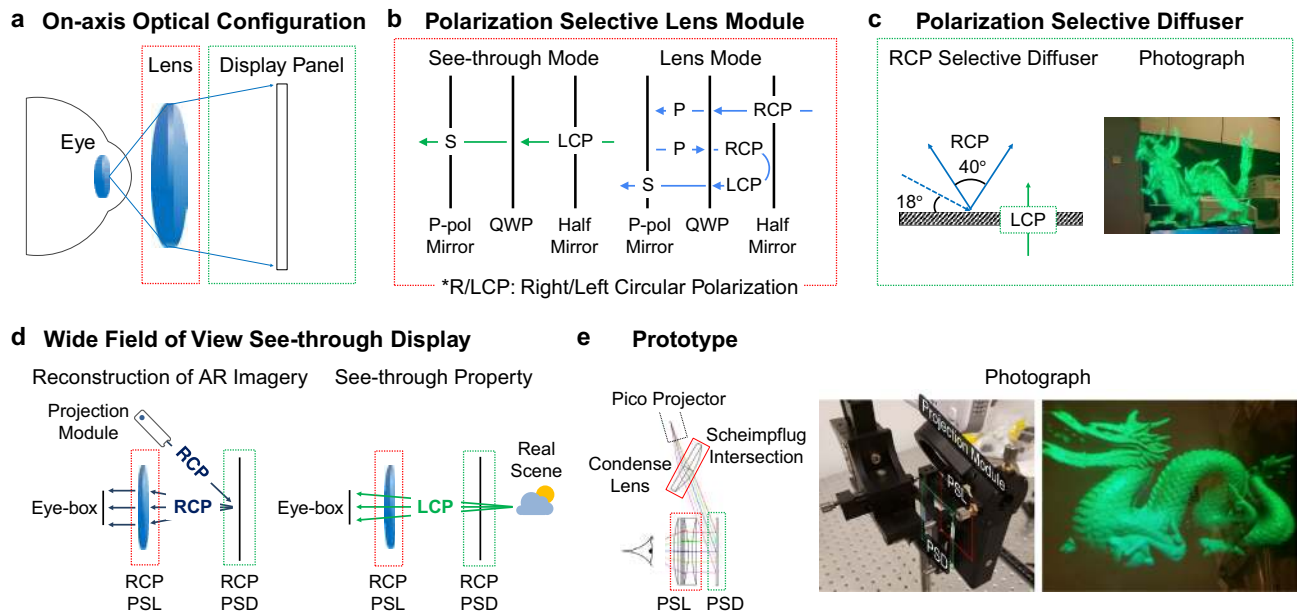 a On-axis Optical Configuration
Lens
Display Panel
Eye
b Polarization Selective Lens Module
See-through Mode
Lens Mode
S
LCP
P
RCP
P
RCP
S
LCP
P-pol
Mirror
QWP
Half
Mirror
P-pol
Mirror
QWP
Half
Mirror
*R/LCP: Right/Left Circular Polarization
c Polarization Selective Diffuser
RCP Selective Diffuser
Photograph
RCP
40°
18°
LCP
d Wide Field of View See-through Display
Reconstruction of AR Imagery
See-through Property
Projection
Module
RCP
RCP
Eye-box
RCP
PSL
RCP
PSD
Real
Scene
Eye-box
LCP
RCP
PSL
RCP
PSD
e Prototype
Pico Projector
Scheimpflug
Intersection
Condense
Lens
PSL
PSD
Photograph
Projection Module
PSL
PSD